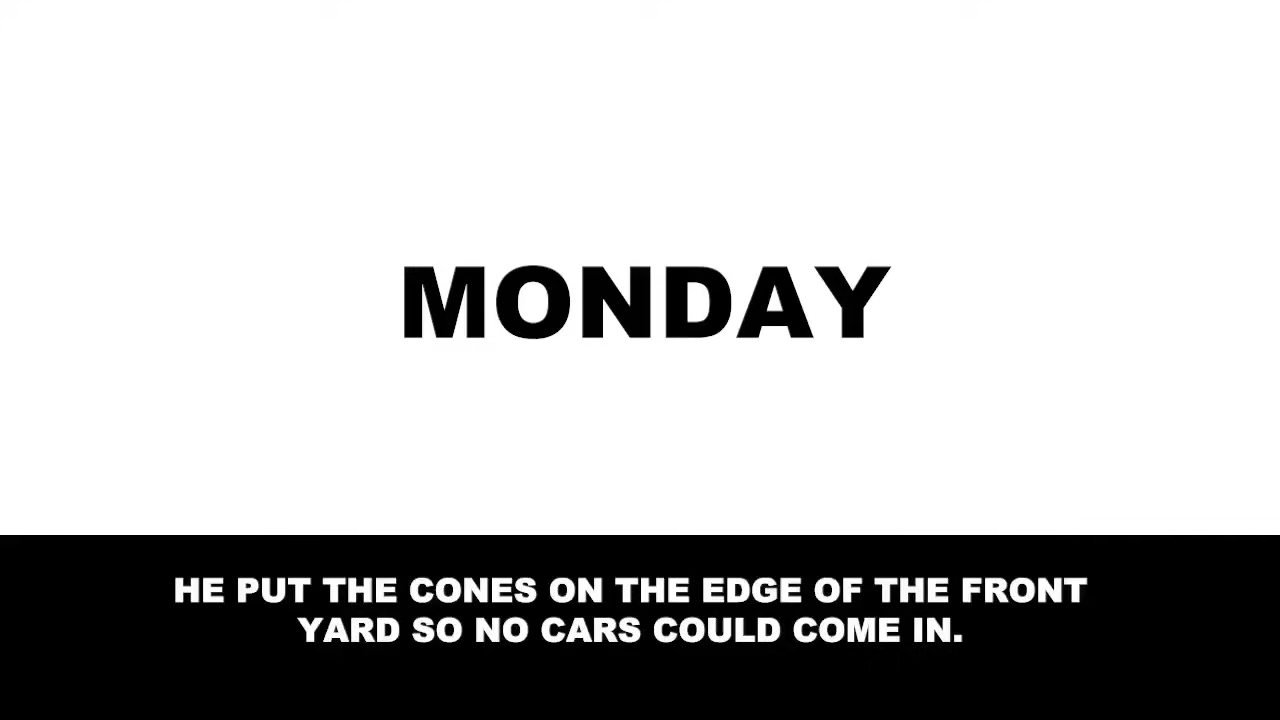 MONDAY
HE PUT THE CONES ON THE EDGE OF THE FRONT
YARD SO NO CARS COULD COME IN.